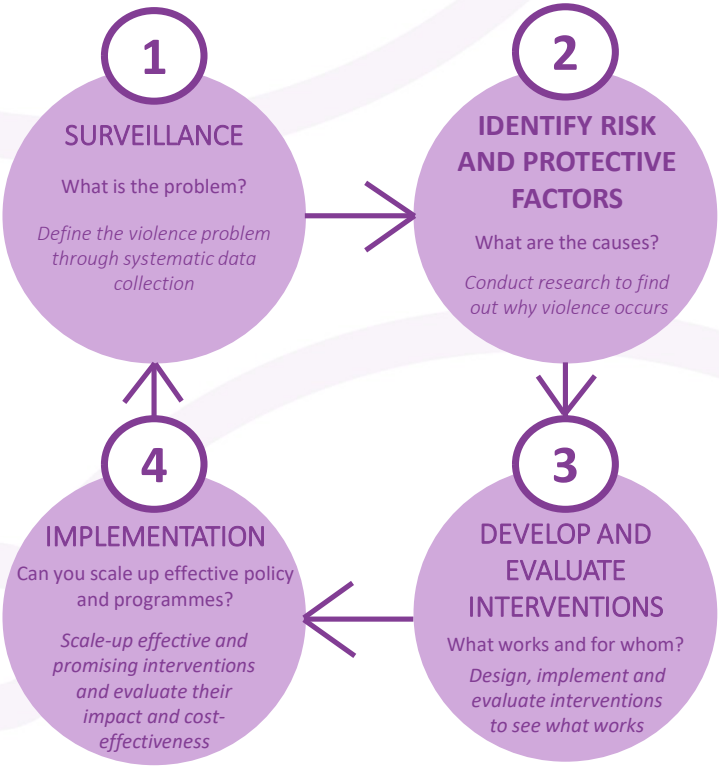 1
SURVEILLANCE
What is the problem?
Define the violence problem
through systematic data
collection
2
IDENTIFY RISK
AND PROTECTIVE
FACTORS
What are the causes?
Conduct research to find
out why violence occurs
3
DEVELOP AND
EVALUATE
INTERVENTIONS
What works and for whom?
Design, implement and
evaluate interventions
to see what works
4
IMPLEMENTATION
Can you scale up effective policy
and programmes?
Scale-up effective and
promising interventions
and evaluate their
impact and cost-
effectiveness